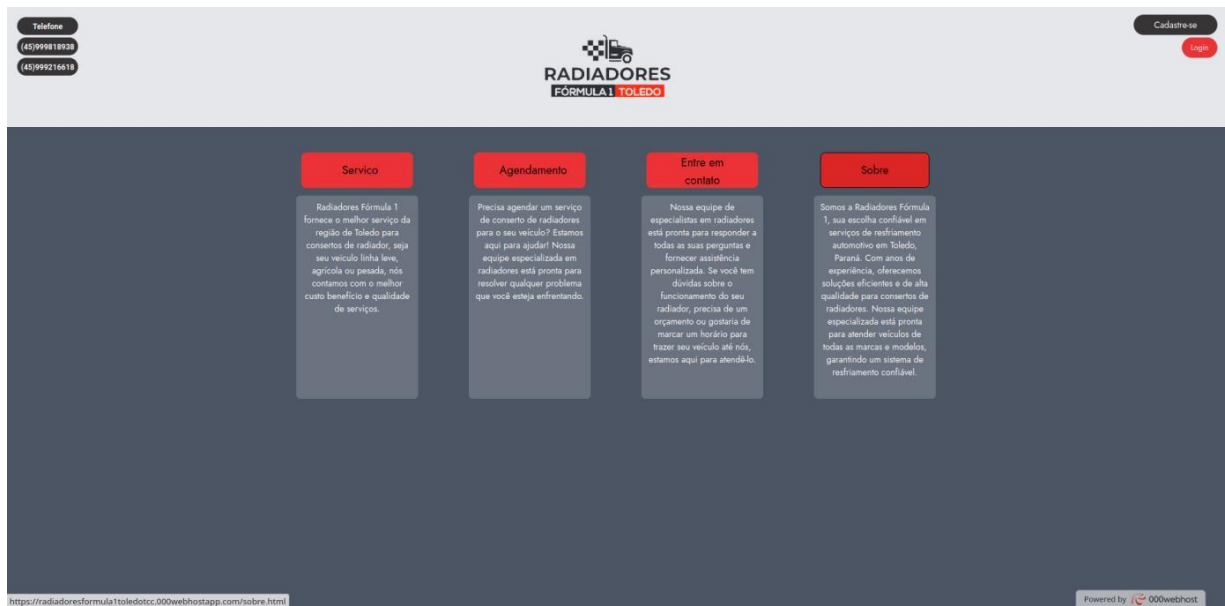 Telefone
(45)999818938
(45)999216618
RADIADORES
FÓRMULA 1 TOLEDO
Cadastre-se
Login
Servico
Radiadores Fórmula 1
fornece o melhor serviço da
região de Toledo para
consertos de radiador, seja
seu veículo linha leve,
agrícola ou pesada, nós
contamos com o melhor
custo benefício e qualidade
de serviços.
Agendamento
Precisa agendar um serviço
de conserto de radiadores
para o seu veículo? Estamos
aqui para ajudar! Nossa
equipe especializada em
radiadores está pronta para
resolver qualquer problema
que você esteja enfrentando.
Entre em
contato
Nossa equipe de
especialistas em radiadores
está pronta para responder a
todas as suas perguntas e
fornecer assistência
personalizada. Se você tem
dúvidas sobre o
funcionamento do seu
radiador, precisa de um
orçamento ou gostaria de
marcar um horário para
trazer seu veículo até nós,
estamos aqui para atendê-lo.
Sobre
Somos a Radiadores Fórmula
1, sua escolha confiável em
serviços de resfriamento
automotivo em Toledo,
Paraná. Com anos de
experiência, oferecemos
soluções eficientes e de alta
qualidade para consertos de
radiadores. Nossa equipe
especializada está pronta
para atender veículos de
todas as marcas e modelos,
garantindo um sistema de
resfriamento confiável.
https://radiadoresformula1toledotcc.000webhostapp.com/sobre.html
Powered by 000webhost